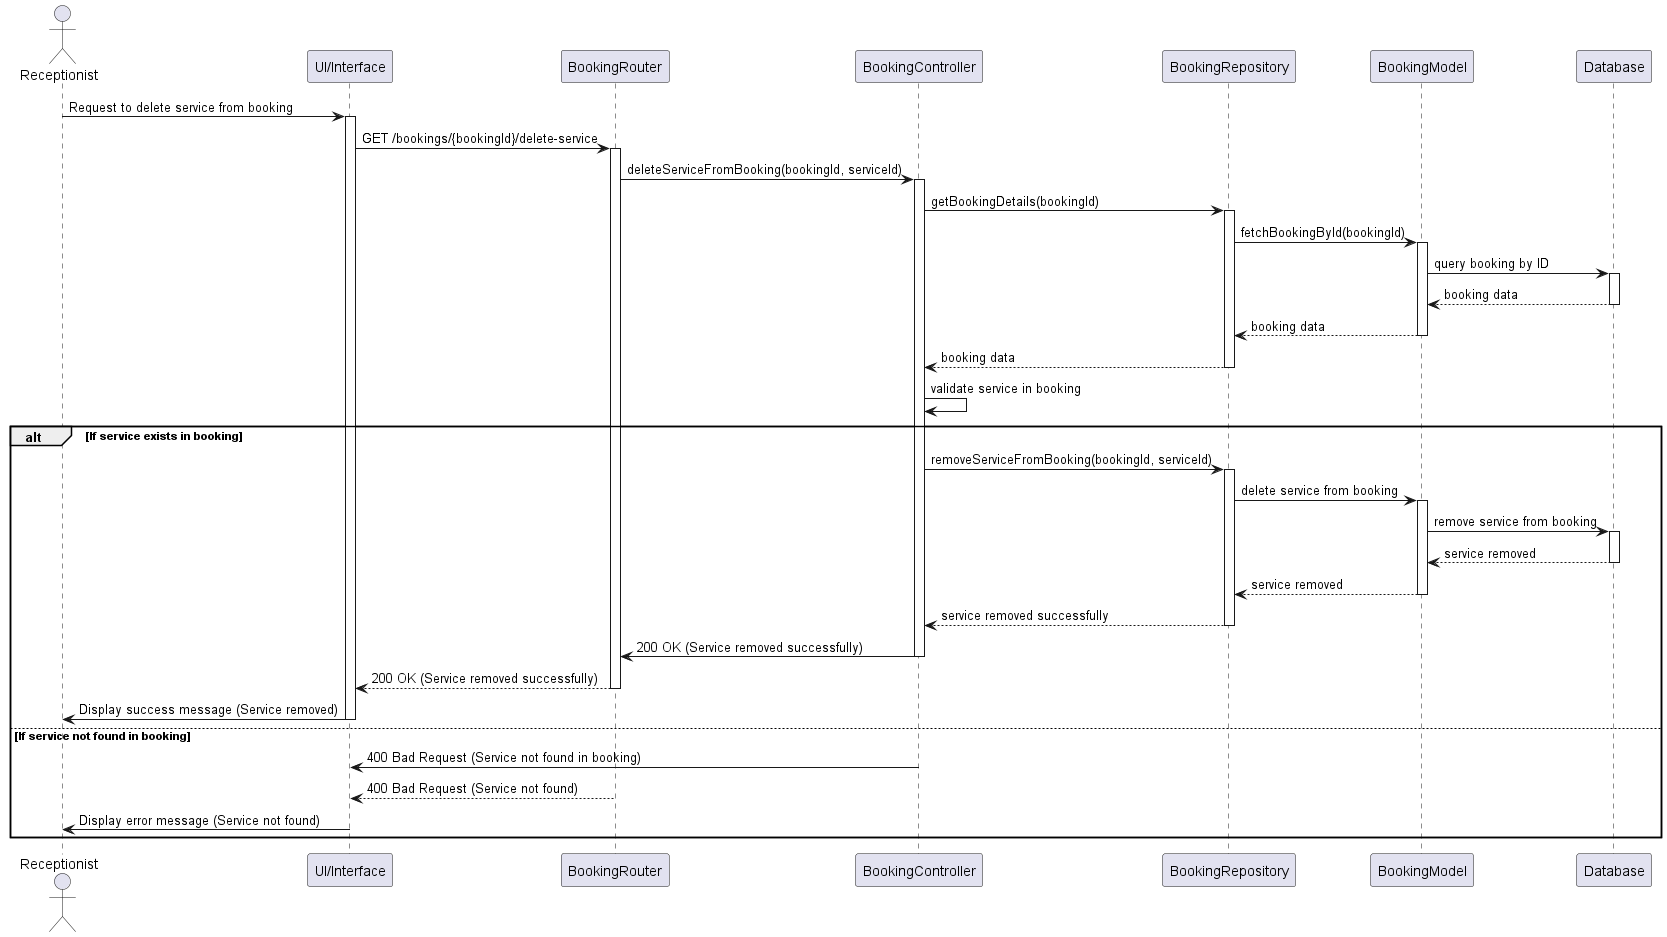 Receptionist
UI/Interface
BookingRouter
BookingController
BookingRepository
BookingModel
Database
Request to delete service from booking
GET /bookings/{bookingId}/delete-service
deleteServiceFromBooking(bookingId, serviceId)
getBookingDetails(bookingId)
fetchBookingById(bookingId)
query booking by ID
booking data
booking data
booking data
validate service in booking
alt
[If service exists in booking]
removeServiceFromBooking(bookingId, serviceId)
delete service from booking
remove service from booking
service removed
service removed
service removed successfully
200 OK (Service removed successfully)
200 OK (Service removed successfully)
Display success message (Service removed)
[If service not found in booking]
400 Bad Request (Service not found in booking)
400 Bad Request (Service not found)
Display error message (Service not found)
Receptionist
UI/Interface
BookingRouter
BookingController
BookingRepository
BookingModel
Database